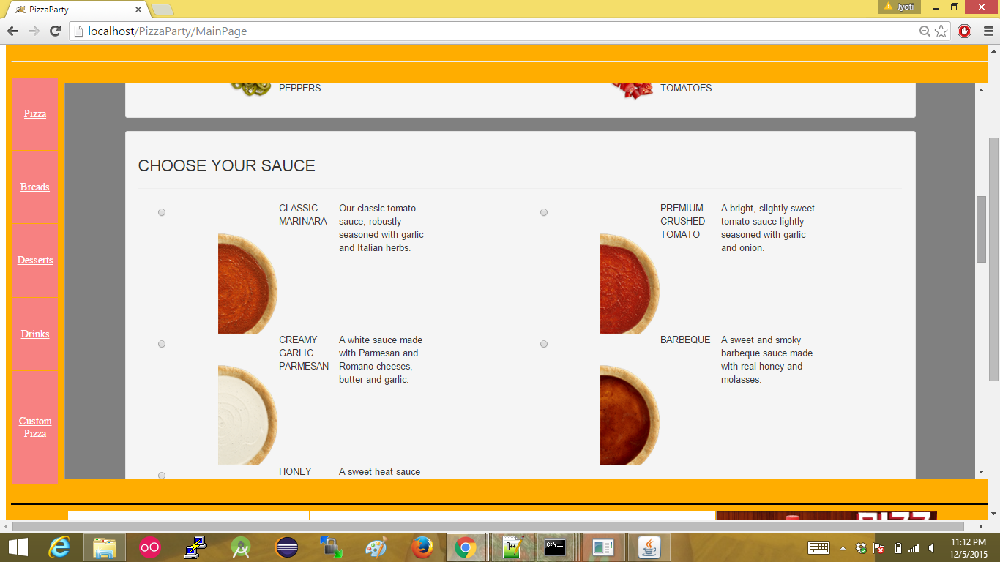 PizzaParty
Jyoti
localhost/PizzaParty/MainPage
PEPPERS
TOMATOES
Pizza
Breads
Desserts
Drinks
Custom
Pizza
CHOOSE YOUR SAUCE
CLASSIC
MARINARA
Our classic tomato
sauce, robustly
seasoned with garlic
and Italian herbs.
PREMIUM
CRUSHED
TOMATO
A bright, slightly sweet
tomato sauce lightly
seasoned with garlic
and onion.
CREAMY
GARLIC
PARMESAN
A white sauce made
with Parmesan and
Romano cheeses,
butter and garlic.
BARBEQUE
A sweet and smoky
barbeque sauce made
with real honey and
molasses.
HONEY
A sweet heat sauce
11:12 PM
12/5/2015